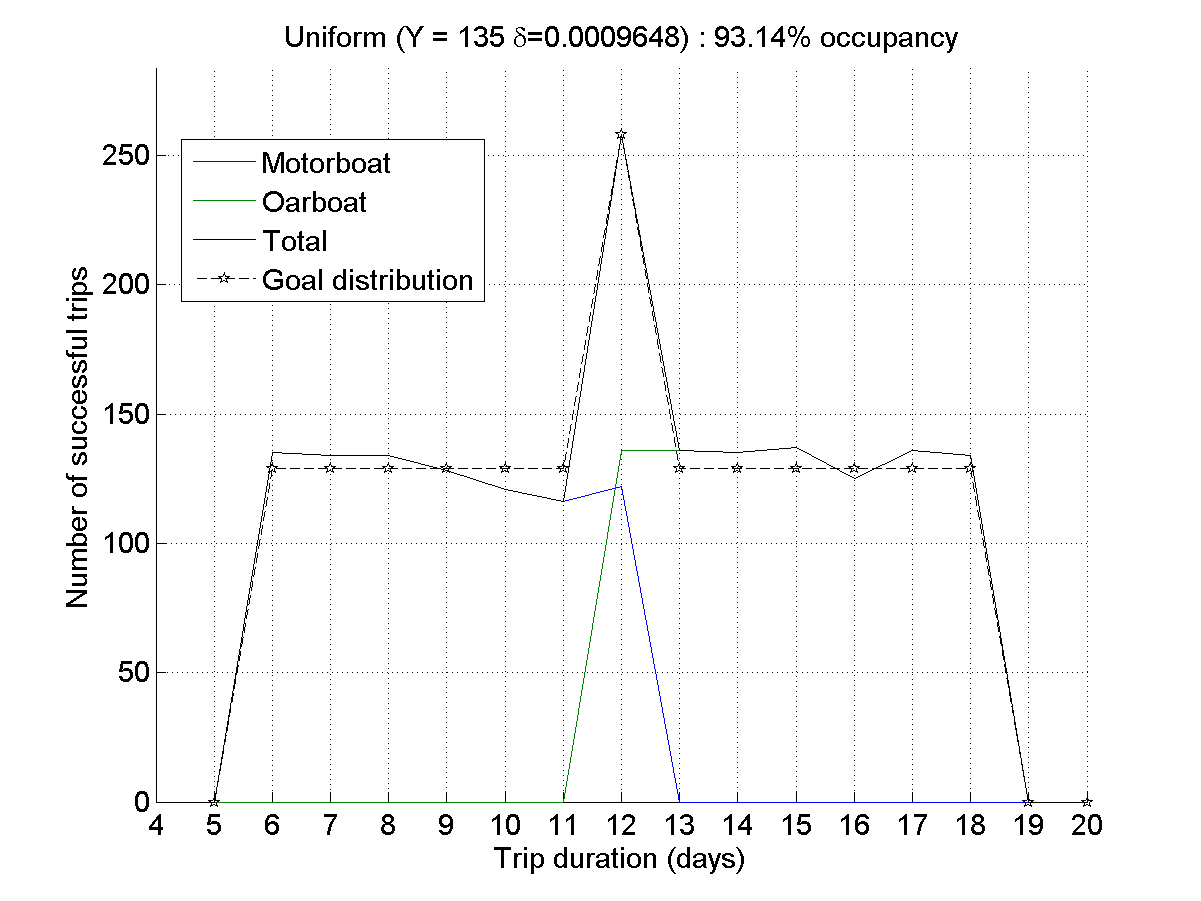 Uniform (Y = 135 δ=0.0009648) : 93.14% occupancy
Motorboat
Oarboat
Total
Goal distribution
Number of successful trips
250
200
150
100
50
0
4 5 6 7 8 9 10 11 12 13 14 15 16 17 18 19 20
Trip duration (days)